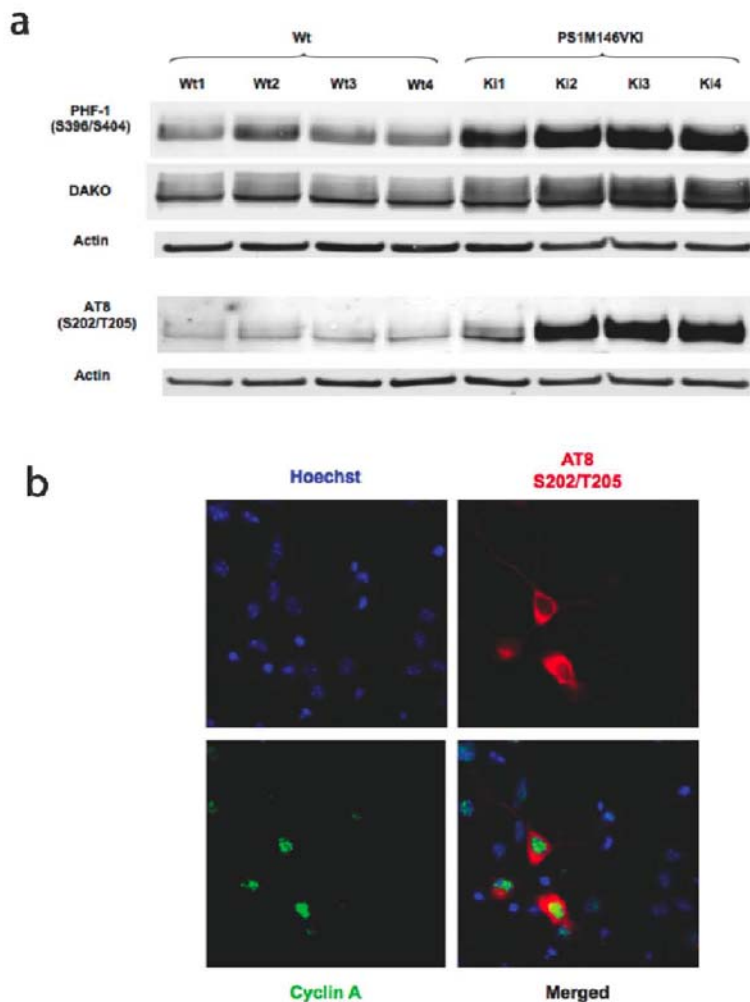 a
Wt PS1M146VKI
Wt1 Wt2 Wt3 Wt4 Ki1 Ki2 Ki3 Ki4
PHF-1
(S396/S404)
DAKO
Actin
AT8
(S202/T205)
Actin
b
Hoechst
AT8
S202/T205
Cyclin A
Merged